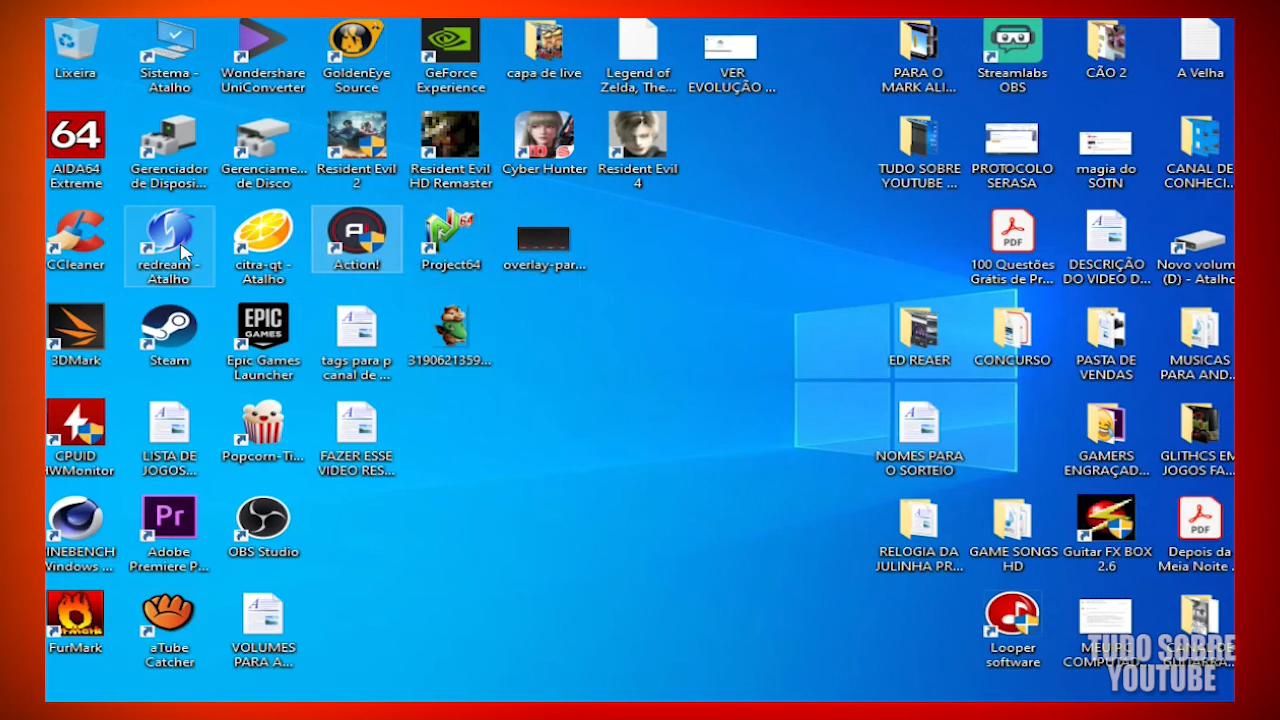 Lixeira
Sistema -
Atalho
Wondershare
UniConverter
GoldenEye
Source
GeForce
Experience
capa de live
Legend of
Zelda, The...
VER
EVOLUÇÃO ...
PARA O
MARK ALI...
Streamlabs
OBS
CÃO 2
A Velha
64
AIDA64
Extreme
Gerenciador
de Disposi...
Gerenciame...
de Disco
Resident Evil
2
Resident Evil
HD Remaster
Cyber Hunter
Resident Evil
4
TUDO SOBRE
YOUTUBE ...
PROTOCOLO
SERASA
magia do
SOTN
CANAL DE
CONHECI...
CCleaner
redream -
Atalho
citra-qt -
Atalho
Action!
64
Project64
overlay-par...
PDF
100 Questões
Grátis de Pr...
DESCRIÇÃO
DO VIDEO D...
Novo volum
(D) - Atalho
3DMark
Steam
EPIC
GAMES
Epic Games
Launcher
tags para p
canal de ...
3190621359...
ED REAER
CONCURSO
PASTA DE
VENDAS
MUSICAS
PARA AND...
CPUID
HWMonitor
LISTA DE
JOGOS...
Popcorn-Ti...
FAZER ESSE
VIDEO RES...
NOMES PARA
O SORTEIO
GAMERS
ENGRAÇAD...
GLITHCS EM
JOGOS FA...
INEBENCH
Windows ...
Pr
Adobe
Premiere P...
OBS Studio
RELOGIA DA
JULINHA PR...
GAME SONGS
HD
Guitar FX BOX
2.6
PDF
Depois da
Meia Noite ...
FurMark
aTube
Catcher
VOLUMES
PARA A...
Looper
software
MEU PC
COMPUTAD...
TUDO SOBRE
YOUTUBE